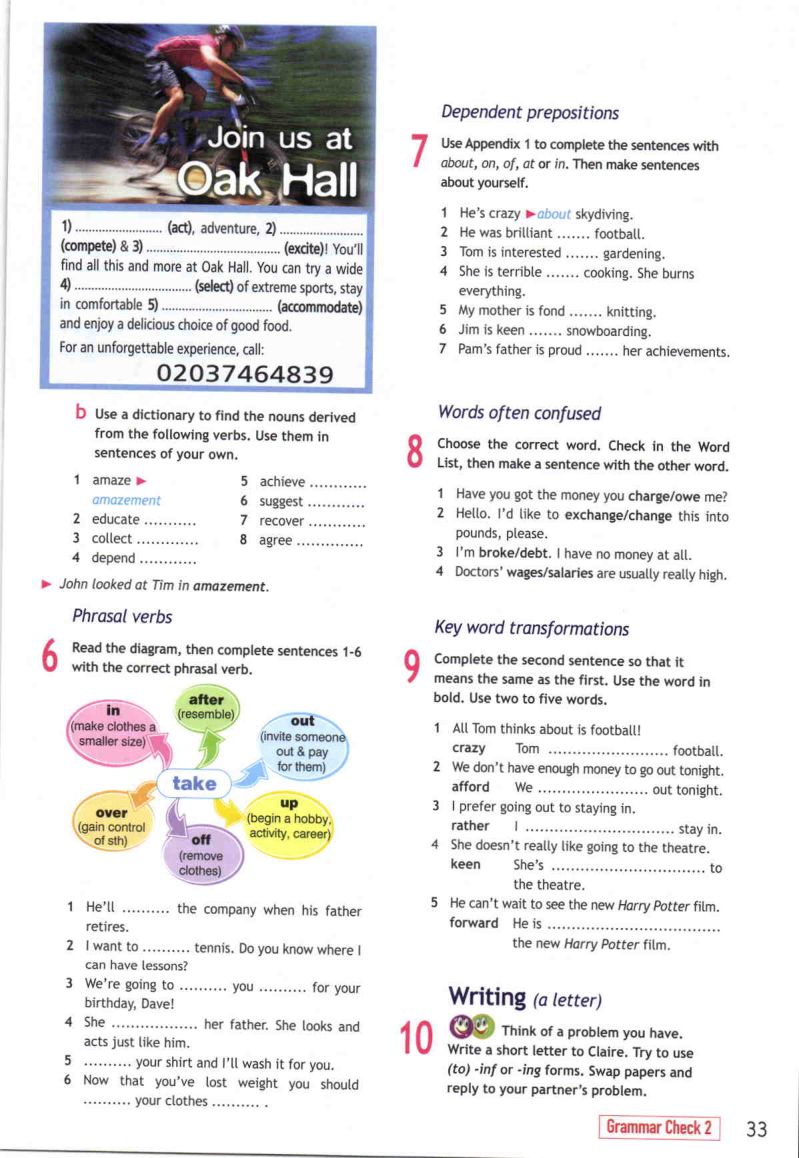 Join us at
Oak Hall
1) .......................... (act), adventure, 2) .........................
(compete) & 3) ........................................ (excite)! You'll
find all this and more at Oak Hall. You can try a wide
4) ................................... (select) of extreme sports, stay
in comfortable 5) ................................. (accommodate)
and enjoy a delicious choice of good food.
For an unforgettable experience, call:
02037464839
b Use a dictionary to find the nouns derived
from the following verbs. Use them in
sentences of your own.
1 amaze ►
amazement
2 educate ...........
3 collect .............
4 depend ............
5 achieve ............
6 suggest ............
7 recover ............
8 agree ..............
► John looked at Tim in amazement.
Phrasal verbs
6 Read the diagram, then complete sentences 1-6
with the correct phrasal verb.
in
(make clothes a
smaller size)
after
(resemble)
out
(invite someone
out & pay
for them)
take
over
(gain control
of sth)
off
(remove
clothes)
up
(begin a hobby,
activity, career)
1 He'll .......... the company when his father
retires.
2 I want to .......... tennis. Do you know where I
can have lessons?
3 We're going to .......... you .......... for your
birthday, Dave!
4 She .................. her father. She looks and
acts just like him.
5 .......... your shirt and I'll wash it for you.
6 Now that you've lost weight you should
.......... your clothes .......... .
Dependent prepositions
7 Use Appendix 1 to complete the sentences with
about, on, of, at or in. Then make sentences
about yourself.
1 He's crazy ►about skydiving.
2 He was brilliant ....... football.
3 Tom is interested ....... gardening.
4 She is terrible ....... cooking. She burns
everything.
5 My mother is fond ....... knitting.
6 Jim is keen ....... snowboarding.
7 Pam's father is proud ....... her achievements.
Words often confused
8 Choose the correct word. Check in the Word
List, then make a sentence with the other word.
1 Have you got the money you charge/owe me?
2 Hello. I'd like to exchange/change this into
pounds, please.
3 I'm broke/debt. I have no money at all.
4 Doctors' wages/salaries are usually really high.
Key word transformations
9 Complete the second sentence so that it
means the same as the first. Use the word in
bold. Use two to five words.
1 All Tom thinks about is football!
crazy Tom ......................... football.
2 We don't have enough money to go out tonight.
afford We ....................... out tonight.
3 I prefer going out to staying in.
rather I ............................... stay in.
4 She doesn't really like going to the theatre.
keen She's ................................ to
the theatre.
5 He can't wait to see the new Harry Potter film.
forward He is ....................................
the new Harry Potter film.
Writing (a letter)
10 Think of a problem you have.
Write a short letter to Claire. Try to use
(to) -inf or -ing forms. Swap papers and
reply to your partner's problem.
Grammar Check 2 33